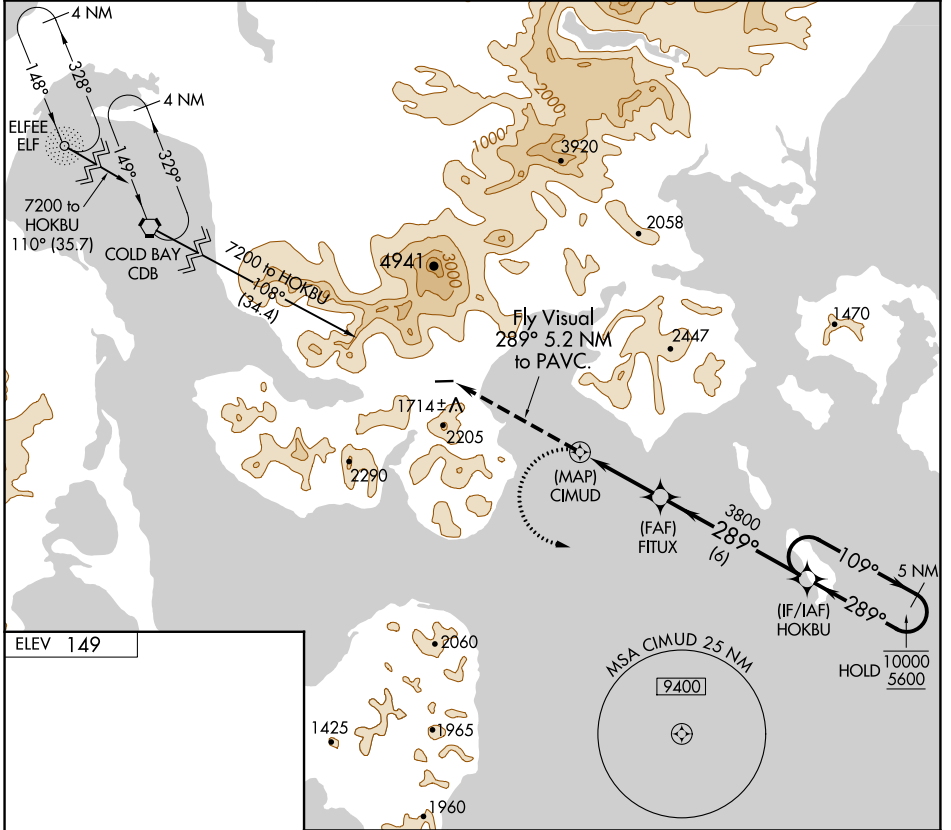 4 NM
148°
328°
ELFEE
ELF
4 NM
149°
329°
7200 to
HOKBU
110° (35.7)
COLD BAY
CDB
7200 to HOKBU
108°
(34.4)
2000
1000
3920
2058
4941
3000
Fly Visual
289° 5.2 NM
to PAVC.
2447
1470
1714±
2205
2290
(MAP)
CIMUD
(FAF)
FITUX
3800
289°
(6)
109°
5 NM
289°
(IF/IAF)
HOKBU
HOLD
10000
5600
ELEV 149
2060
1425
1965
1960
MSA CIMUD 25 NM
9400